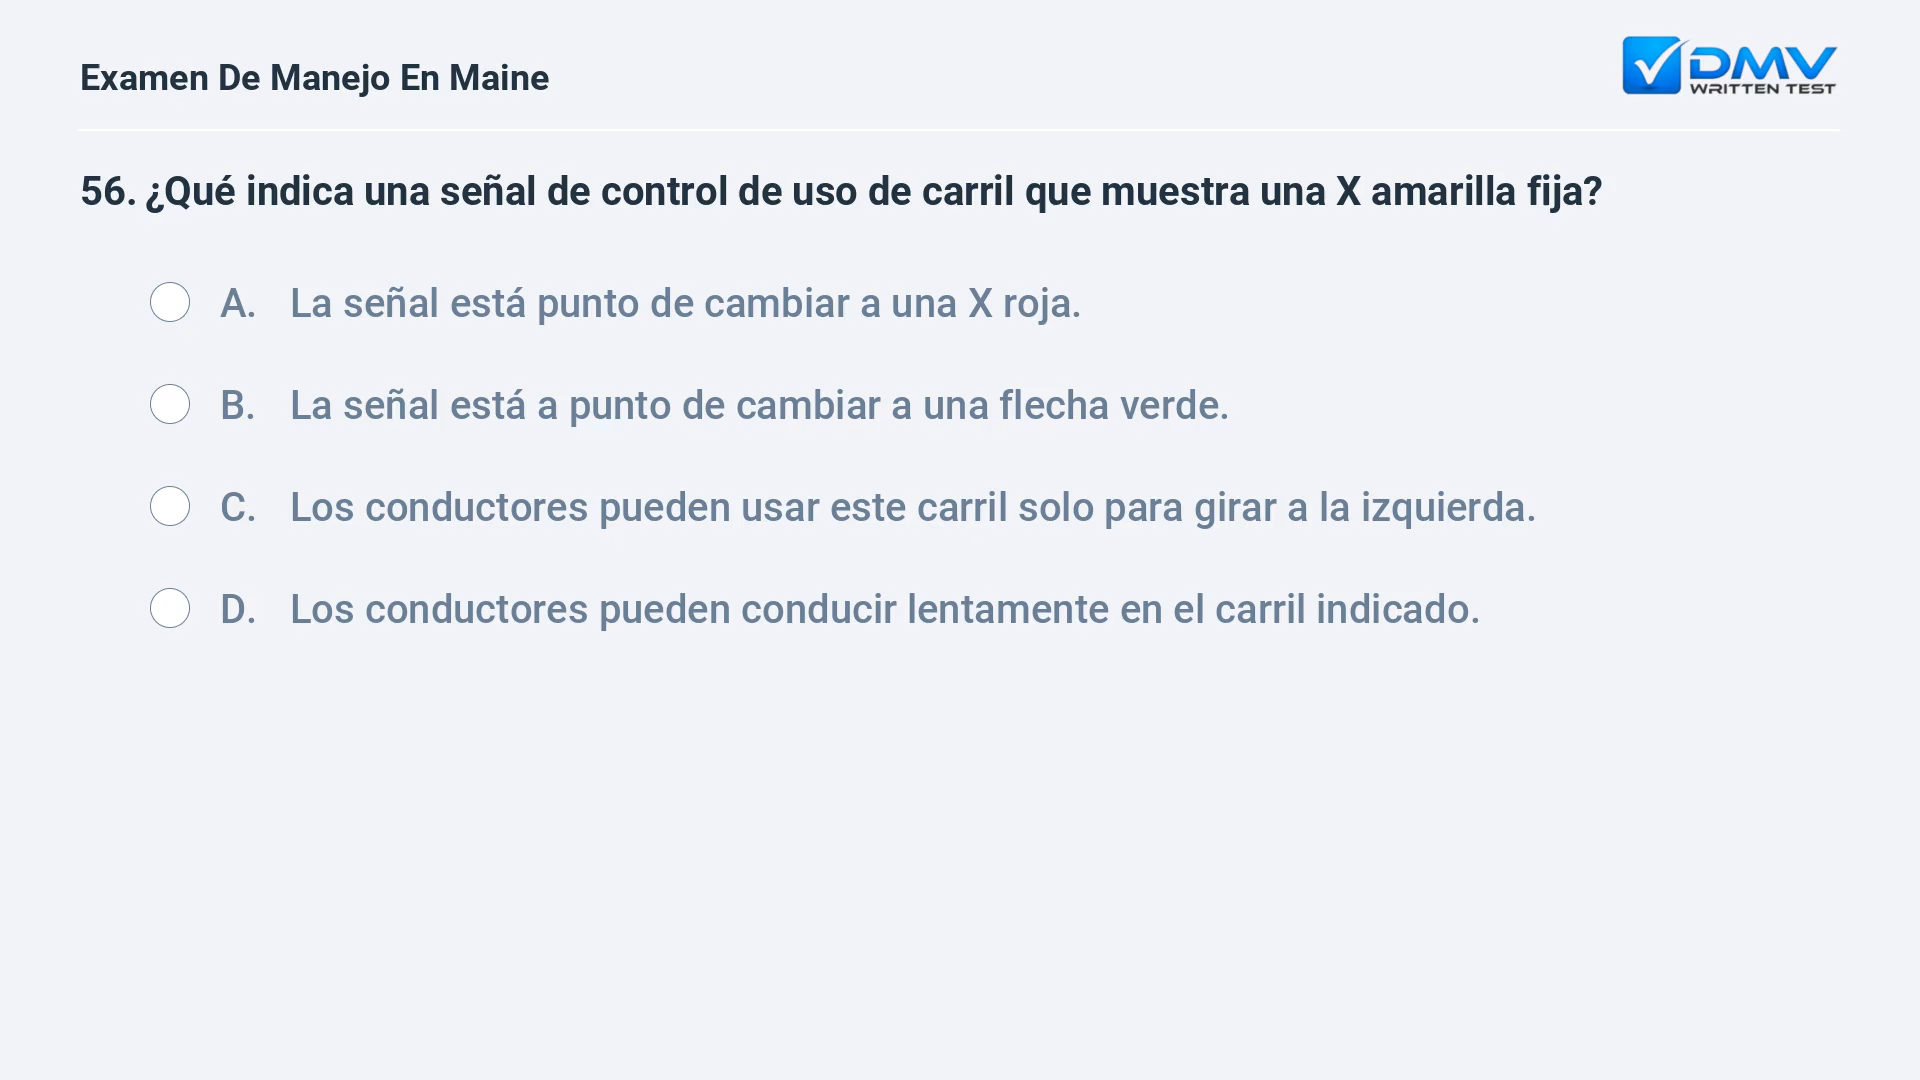 Examen De Manejo En Maine
DMV
WRITTEN TEST
56. ¿Qué indica una señal de control de uso de carril que muestra una X amarilla fija?
A. La señal está punto de cambiar a una X roja.
B. La señal está a punto de cambiar a una flecha verde.
C. Los conductores pueden usar este carril solo para girar a la izquierda.
D. Los conductores pueden conducir lentamente en el carril indicado.